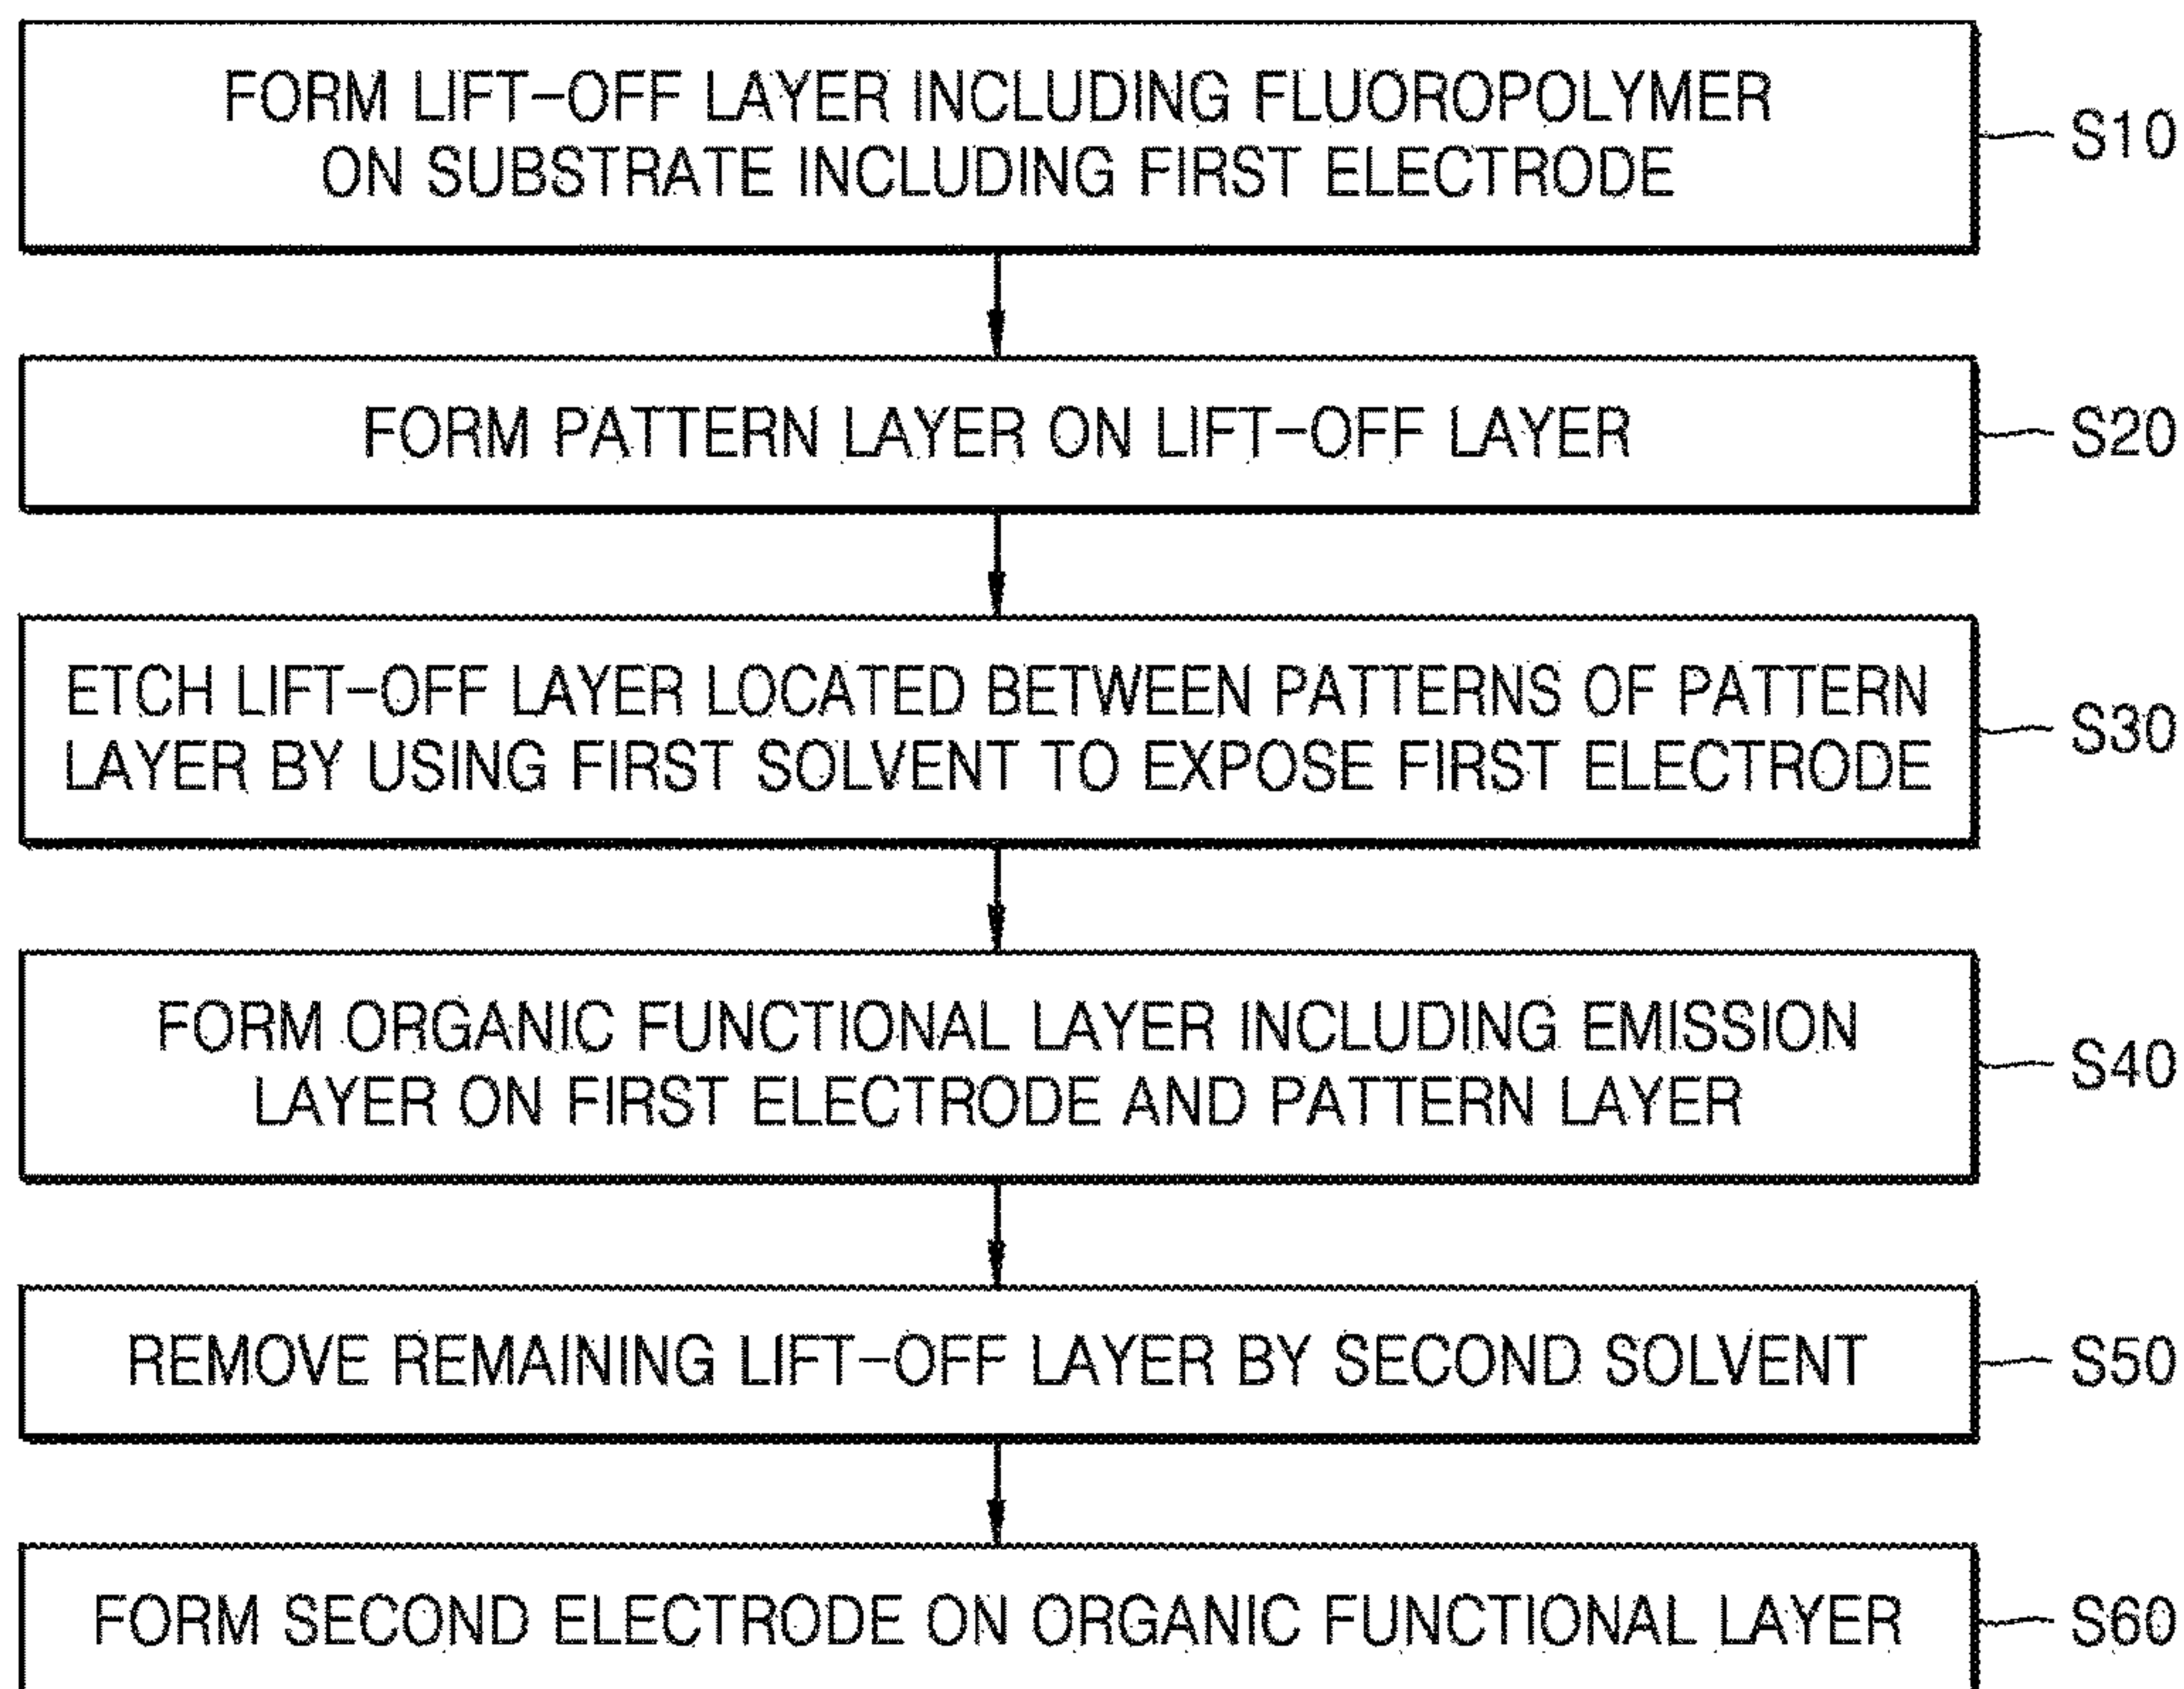 FORM LIFT-OFF LAYER INCLUDING FLUOROPOLYMER
ON SUBSTRATE INCLUDING FIRST ELECTRODE
S10
FORM PATTERN LAYER ON LIFT-OFF LAYER
S20
ETCH LIFT-OFF LAYER LOCATED BETWEEN PATTERNS OF PATTERN
LAYER BY USING FIRST SOLVENT TO EXPOSE FIRST ELECTRODE
S30
FORM ORGANIC FUNCTIONAL LAYER INCLUDING EMISSION
LAYER ON FIRST ELECTRODE AND PATTERN LAYER
S40
REMOVE REMAINING LIFT-OFF LAYER BY SECOND SOLVENT
S50
FORM SECOND ELECTRODE ON ORGANIC FUNCTIONAL LAYER
S60